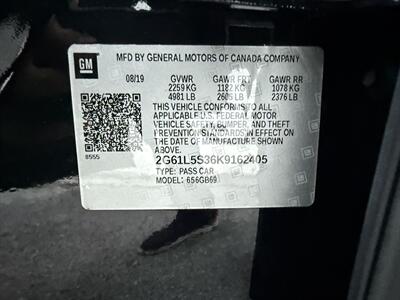 GM
MFD BY GENERAL MOTORS OF CANADA COMPANY
08/19 GVWR GAWR FRT GAWR RR
2259 KG 1182 KG 1078 KG
4981 LB 2605 LB 2376 LB
THIS VEHICLE CONFORMS TO ALL
APPLICABLE U.S. FEDERAL MOTOR
VEHICLE SAFETY, BUMPER, AND THEFT
PREVENTION STANDARDS IN EFFECT ON
THE DATE OF MANUFACTURE SHOWN
ABOVE.
8555
2G61L5S36K9162405
TYPE: PASS CAR
MODEL: 6S6GB69